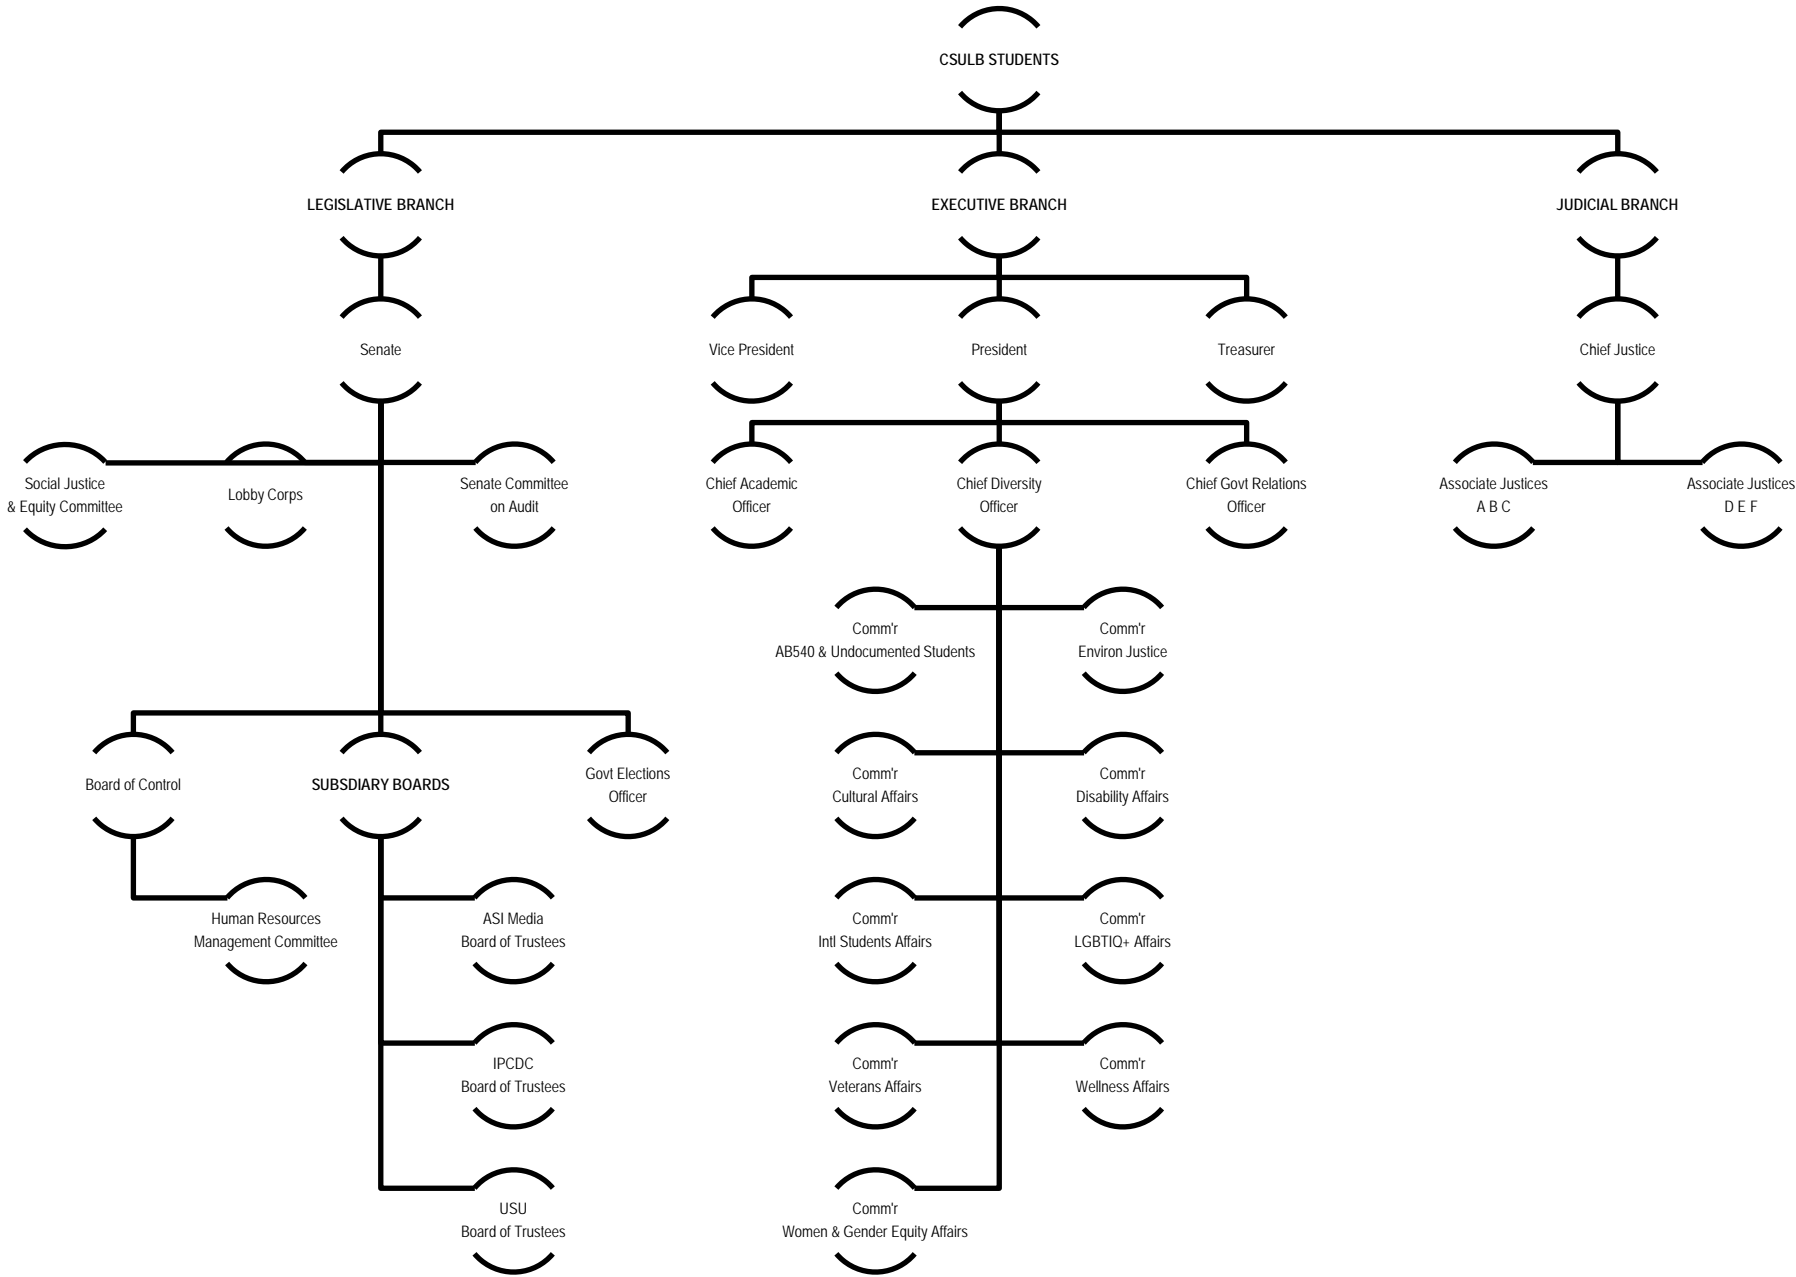 CSULB STUDENTS
LEGISLATIVE BRANCH
EXECUTIVE BRANCH
JUDICIAL BRANCH
Senate
Vice President
President
Treasurer
Chief Justice
Social Justice
& Equity Committee
Lobby Corps
Senate Committee
on Audit
Chief Academic
Officer
Chief Diversity
Officer
Chief Govt Relations
Officer
Associate Justices
A B C
Associate Justices
D E F
Comm'r
AB540 & Undocumented Students
Comm'r
Environ Justice
Board of Control
SUBSDIARY BOARDS
Govt Elections
Officer
Comm'r
Cultural Affairs
Comm'r
Disability Affairs
Human Resources
Management Committee
ASI Media
Board of Trustees
Comm'r
Intl Students Affairs
Comm'r
LGBTIQ+ Affairs
IPCDC
Board of Trustees
Comm'r
Veterans Affairs
Comm'r
Wellness Affairs
USU
Board of Trustees
Comm'r
Women & Gender Equity Affairs